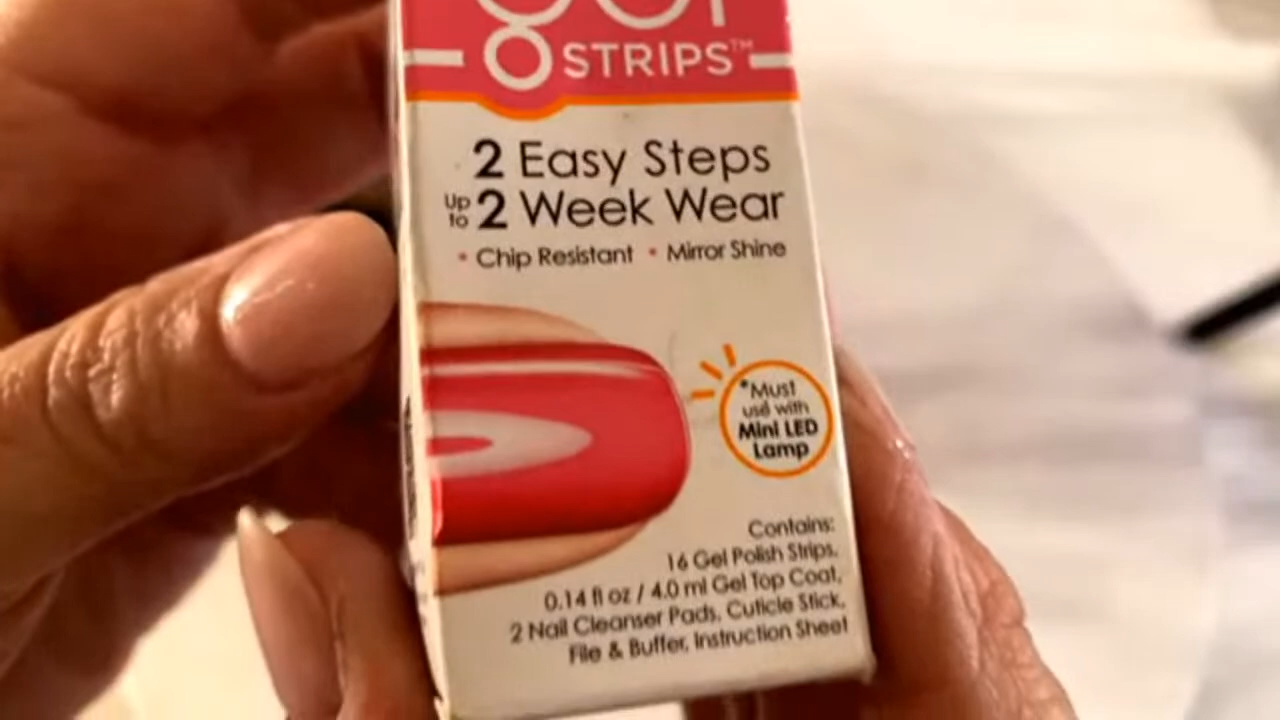 STRIPS™
2 Easy Steps
Up to 2 Week Wear
• Chip Resistant • Mirror Shine
*Must
use with
Mini LED
Lamp
Contains:
16 Gel Polish Strips,
0.14 fl oz / 4.0 ml Gel Top Coat,
2 Nail Cleanser Pads, Cuticle Stick,
File & Buffer, Instruction Sheet